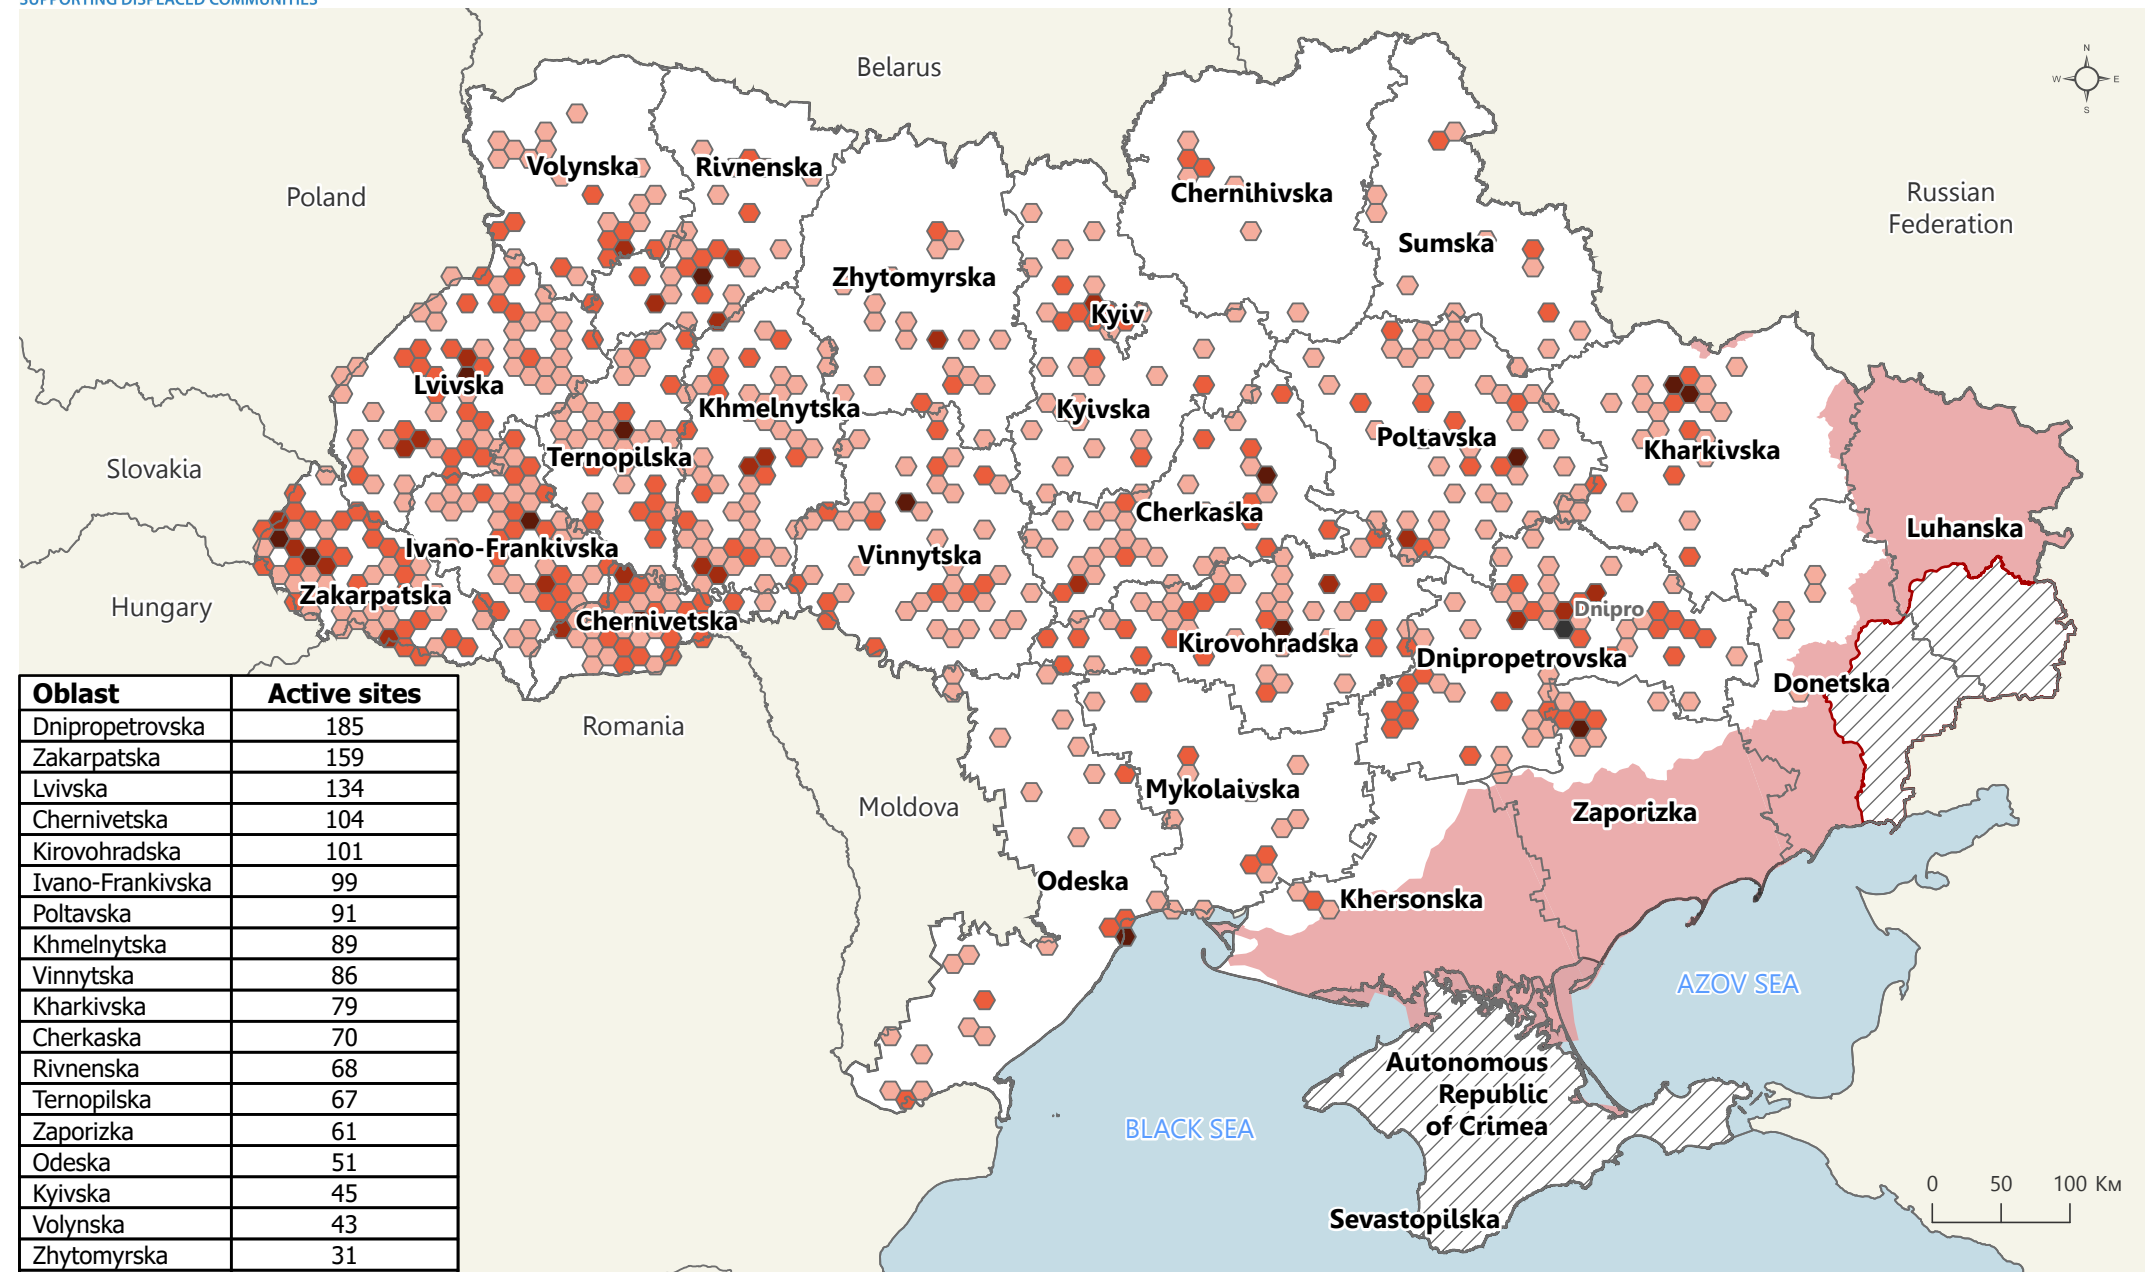 SUPPORTING DISPLACED COMMUNITIES
Belarus
N
W E
S
Poland
Volynska
Rivnenska
Chernihivska
Russian
Federation
Sumska
Zhytomyrska
Kyiv
Lvivska
Khmelnytska
Kyivska
Poltavska
Kharkivska
Slovakia
Ternopilska
Cherkaska
Luhanska
Ivano-Frankivska
Vinnytska
Zakarpatska
Hungary
Chernivetska
Dnipro
Kirovohradska
Dnipropetrovska
Donetska
Romania
Moldova
Mykolaivska
Zaporizka
Odeska
Khersonska
AZOV SEA
Autonomous
Republic
of Crimea
BLACK SEA
Sevastopilska
0 50 100 Км
Oblast Active sites
Dnipropetrovska 185
Zakarpatska 159
Lvivska 134
Chernivetska 104
Kirovohradska 101
Ivano-Frankivska 99
Poltavska 91
Khmelnytska 89
Vinnytska 86
Kharkivska 79
Cherkaska 70
Rivnenska 68
Ternopilska 67
Zaporizka 61
Odeska 51
Kyivska 45
Volynska 43
Zhytomyrska 31